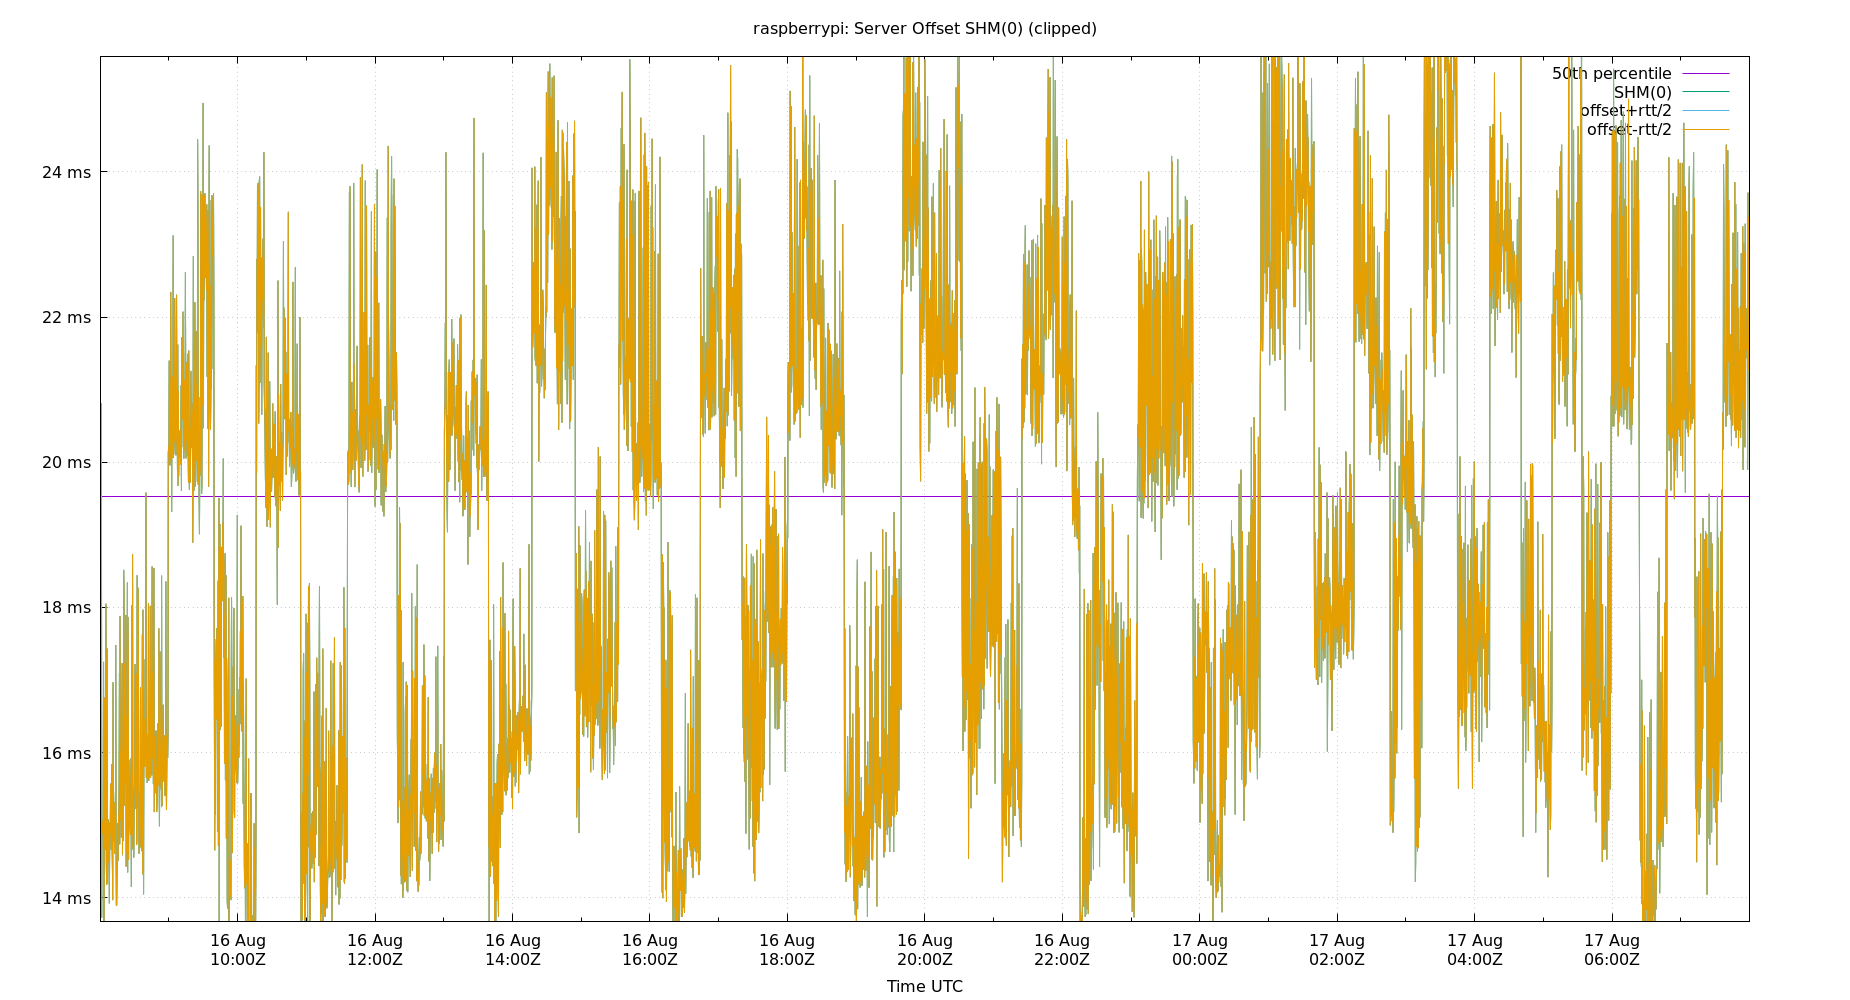 raspberrypi: Server Offset SHM(0) (clipped)
50th percentile
SHM(0)
offset+rtt/2
offset-rtt/2
24 ms
22 ms
20 ms
18 ms
16 ms
14 ms
16 Aug 16 Aug 16 Aug 16 Aug 16 Aug 16 Aug 16 Aug 17 Aug 17 Aug 17 Aug 17 Aug
10:00Z 12:00Z 14:00Z 16:00Z 18:00Z 20:00Z 22:00Z 00:00Z 02:00Z 04:00Z 06:00Z
Time UTC